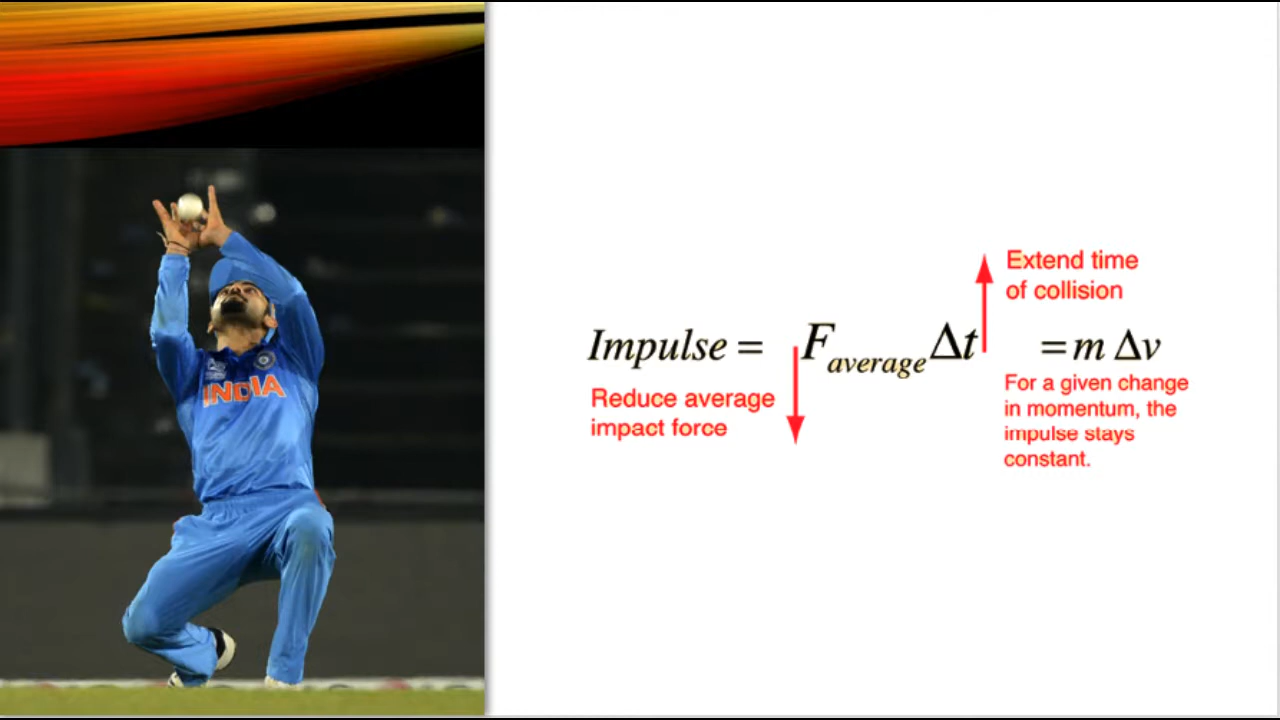 INDIA
Extend time
of collision
Impulse = F_average Δt = m Δv
Reduce average
impact force
For a given change
in momentum, the
impulse stays
constant.